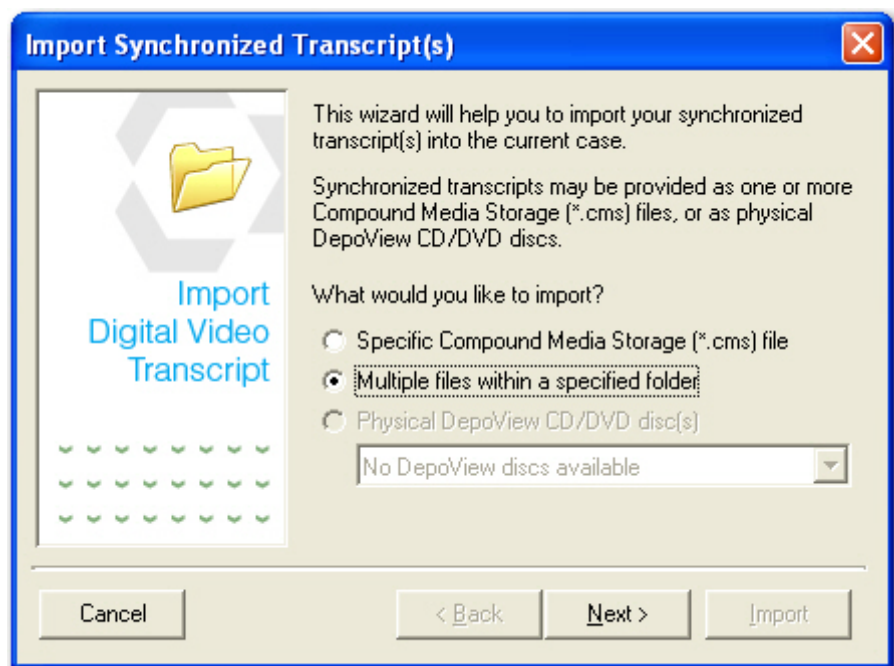 Import Synchronized Transcript(s)
This wizard will help you to import your synchronized
transcript(s) into the current case.
Synchronized transcripts may be provided as one or more
Compound Media Storage (*.cms) files, or as physical
DepoView CD/DVD discs.
Import
Digital Video
Transcript
What would you like to import?
Specific Compound Media Storage (*.cms) file
Multiple files within a specified folder
Physical DepoView CD/DVD disc(s)
No DepoView discs available
Cancel
< Back
Next >
Import